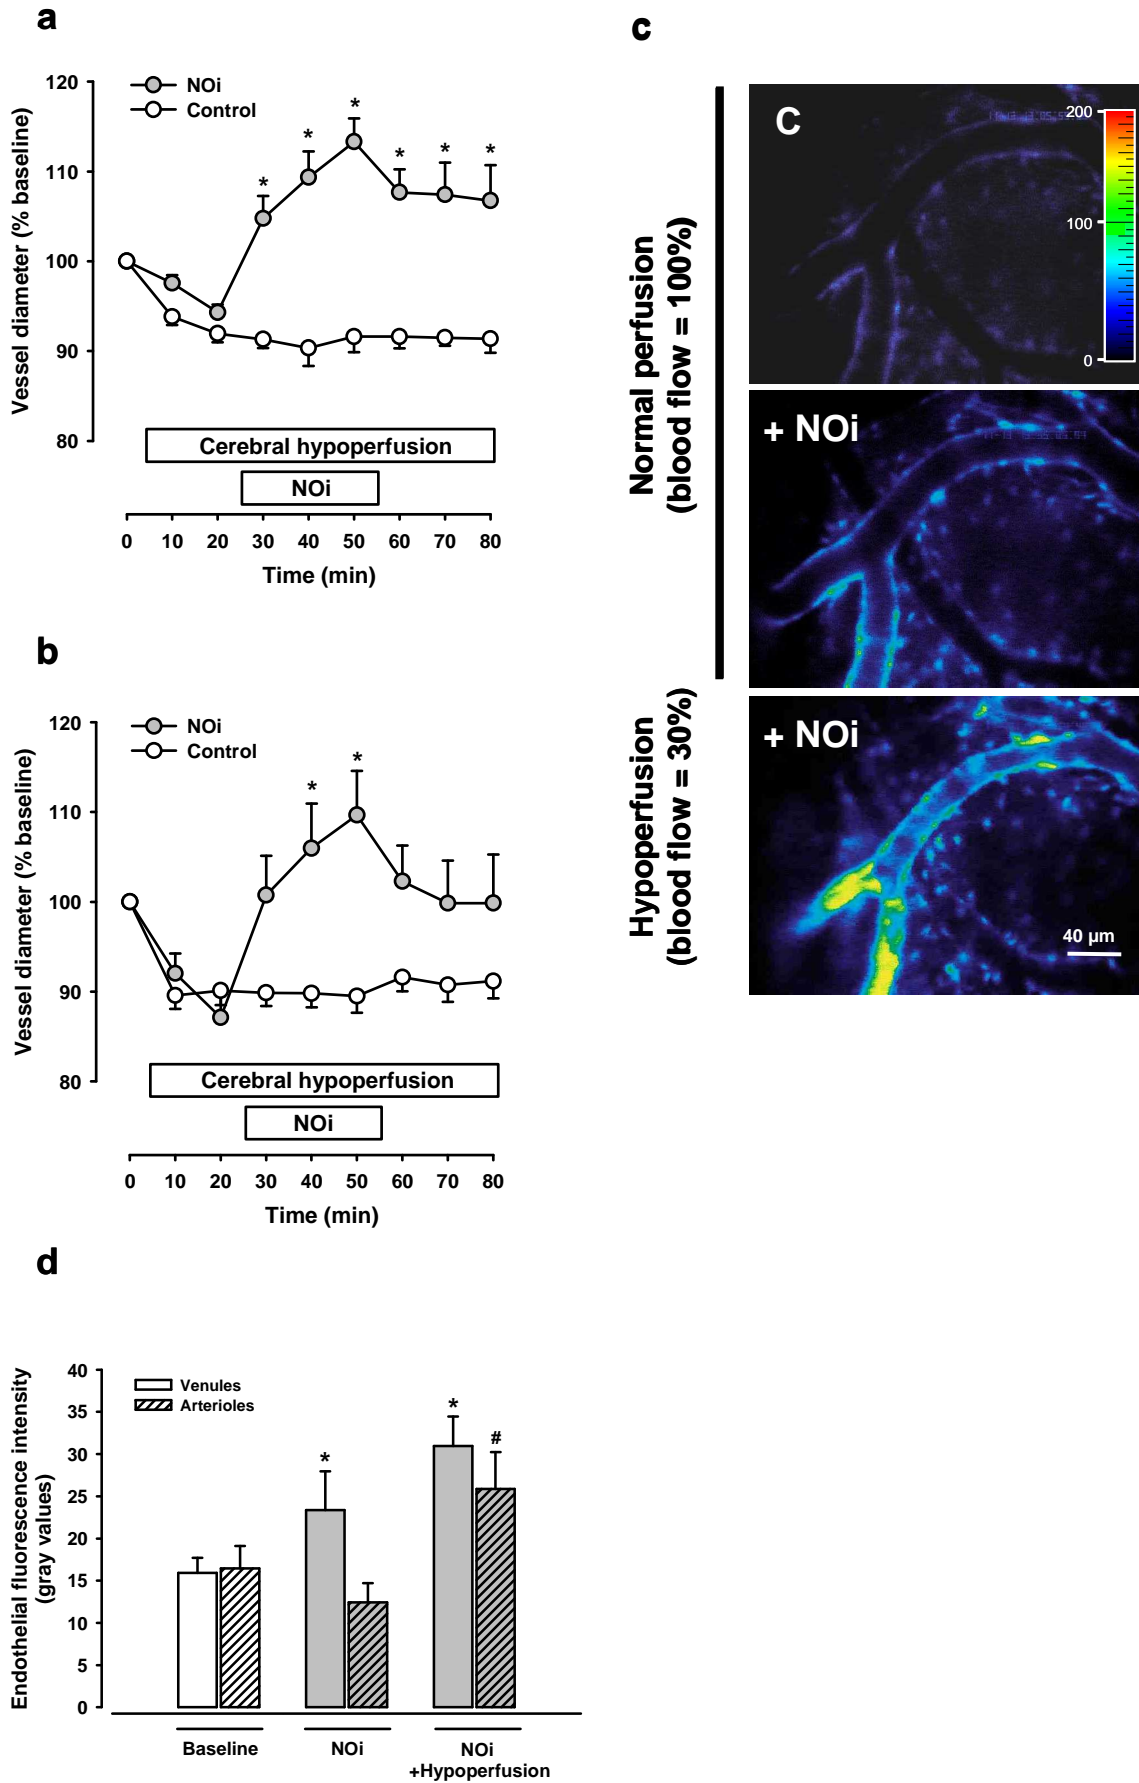 a
NOi
Control
120
110
100
90
80
Vessel diameter (% baseline)
*
*
*
*
*
*
Cerebral hypoperfusion
NOi
0 10 20 30 40 50 60 70 80
Time (min)
b
NOi
Control
120
110
100
90
80
Vessel diameter (% baseline)
*
*
Cerebral hypoperfusion
NOi
0 10 20 30 40 50 60 70 80
Time (min)
c
Normal perfusion
(blood flow = 100%)
Hypoperfusion
(blood flow = 30%)
C
200
100
0
+ NOi
+ NOi
40 µm
d
Venules
Arterioles
40
35
30
25
20
15
10
5
0
Endothelial fluorescence intensity
(gray values)
*
*
#
Baseline
NOi
NOi
+Hypoperfusion